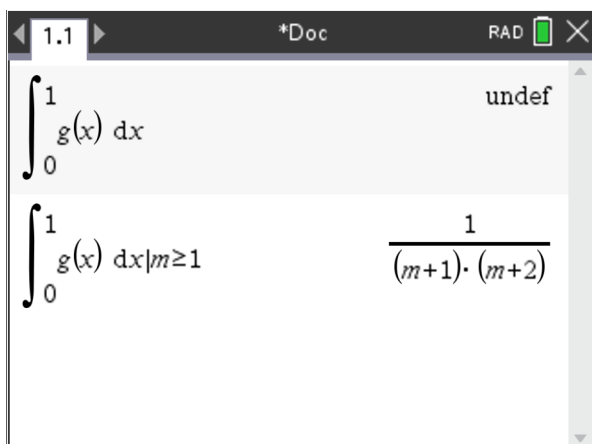 1.1 *Doc RAD
∫₀¹ g(x) dx undef
∫₀¹ g(x) dx|m≥1 1/((m+1)·(m+2))